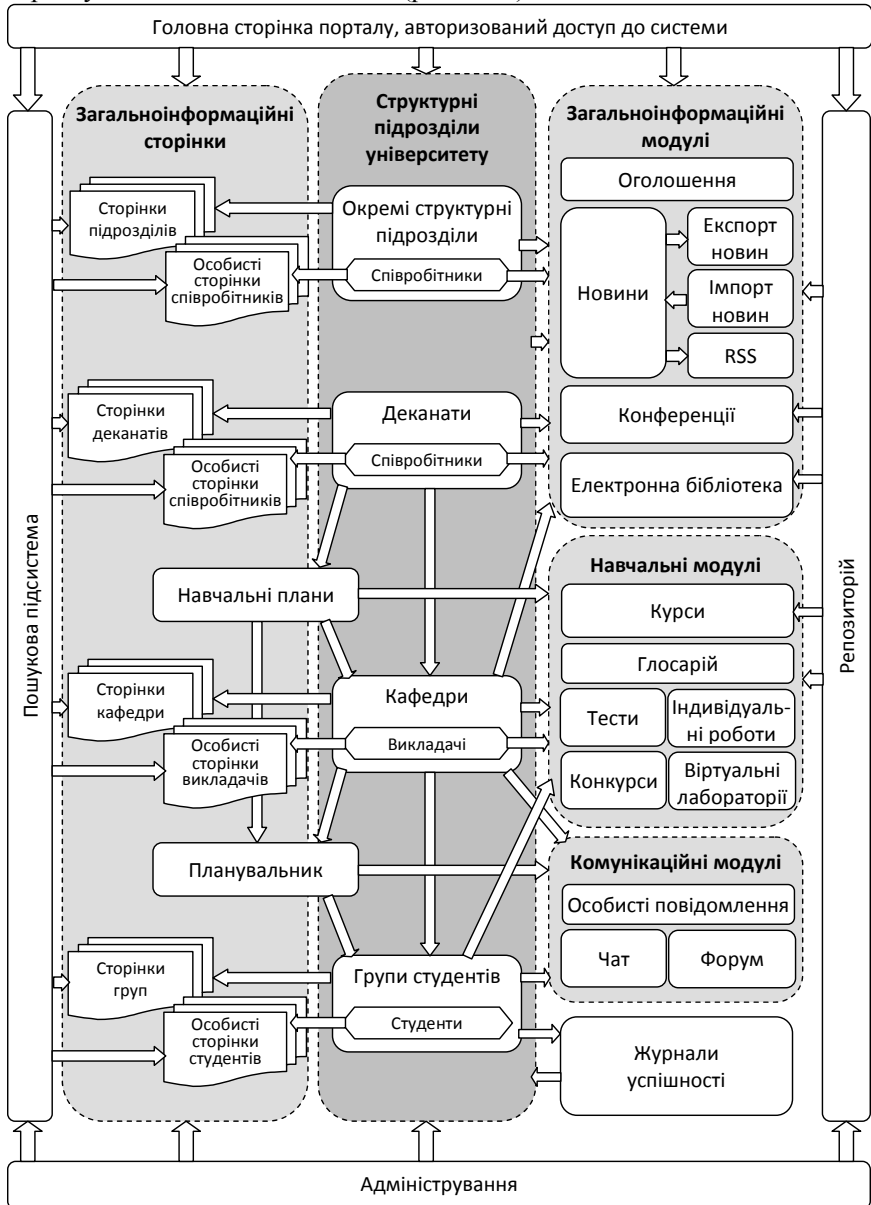 Головна сторінка порталу, авторизований доступ до системи
Пошукова підсистема
Загальноінформаційні
сторінки
Сторінки
підрозділів
Особисті
сторінки
співробітників
Сторінки
деканатів
Особисті
сторінки
співробітників
Навчальні плани
Сторінки
кафедри
Особисті
сторінки
викладачів
Планувальник
Сторінки
груп
Особисті
сторінки
студентів
Структурні
підрозділи
університету
Окремі структурні
підрозділи
Співробітники
Деканати
Співробітники
Кафедри
Викладачі
Групи студентів
Студенти
Загальноінформаційні
модулі
Оголошення
Новини
Експорт
новин
Імпорт
новин
RSS
Конференції
Електронна бібліотека
Навчальні модулі
Курси
Глосарій
Тести
Індивідуаль-
ні роботи
Конкурси
Віртуальні
лабораторії
Комунікаційні модулі
Особисті повідомлення
Чат
Форум
Журнали
успішності
Репозиторій
Адміністрування